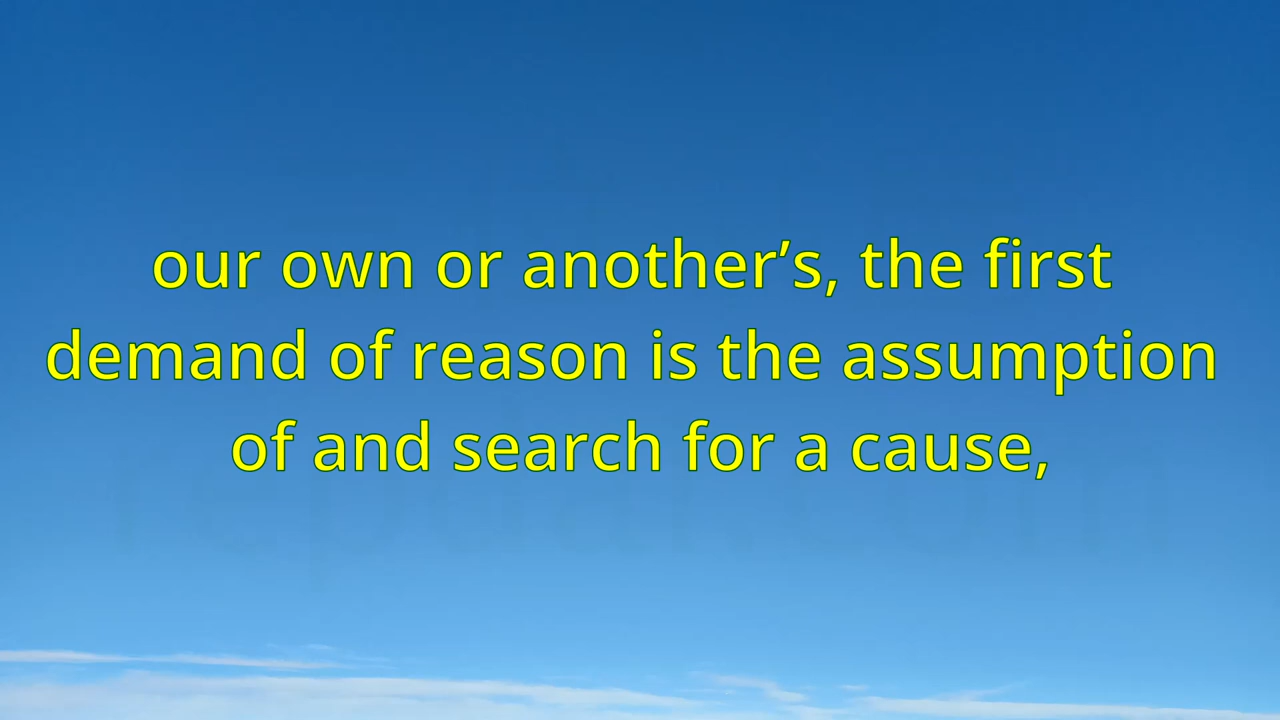 our own or another’s, the first
demand of reason is the assumption
of and search for a cause,